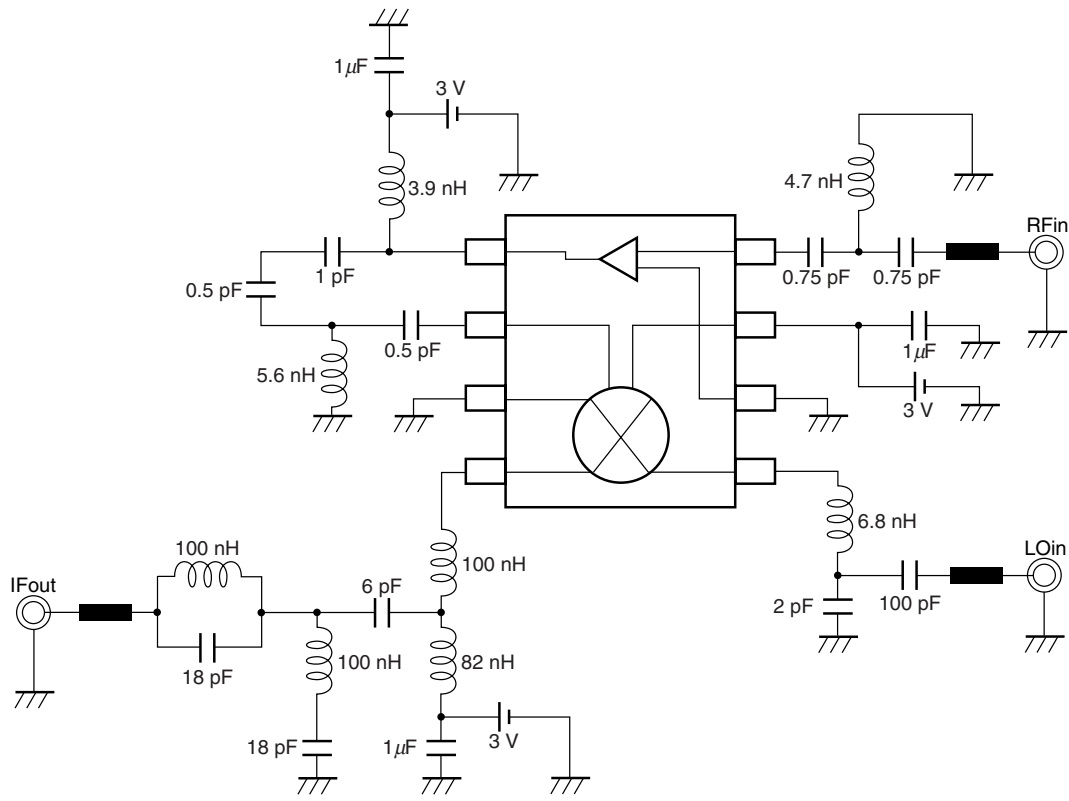 1μF
3 V
3.9 nH
4.7 nH
RFin
1 pF
0.75 pF
0.75 pF
0.5 pF
0.5 pF
1μF
5.6 nH
3 V
6.8 nH
100 nH
100 nH
LOin
IFout
6 pF
2 pF
100 pF
18 pF
100 nH
82 nH
18 pF
1μF
3 V